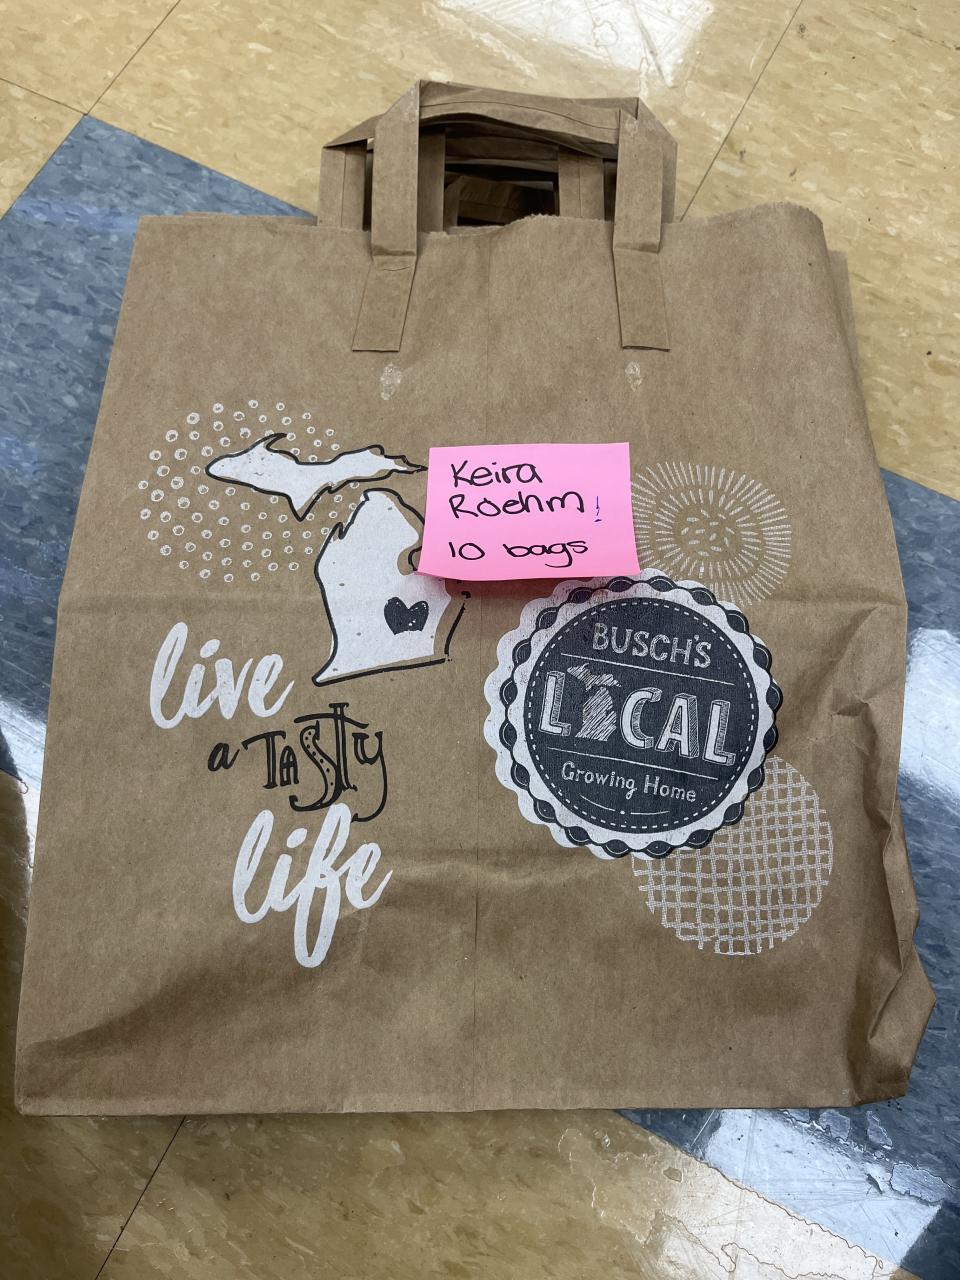 Keira
Roehm !
10 bags
live
a TASTY
life
BUSCH'S
LOCAL
Growing Home